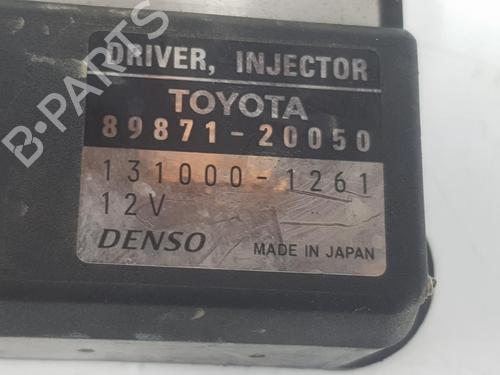 B-PARTS
DRIVER, INJECTOR
TOYOTA
89871-20050
131000-1261
12V
DENSO
MADE IN JAPAN